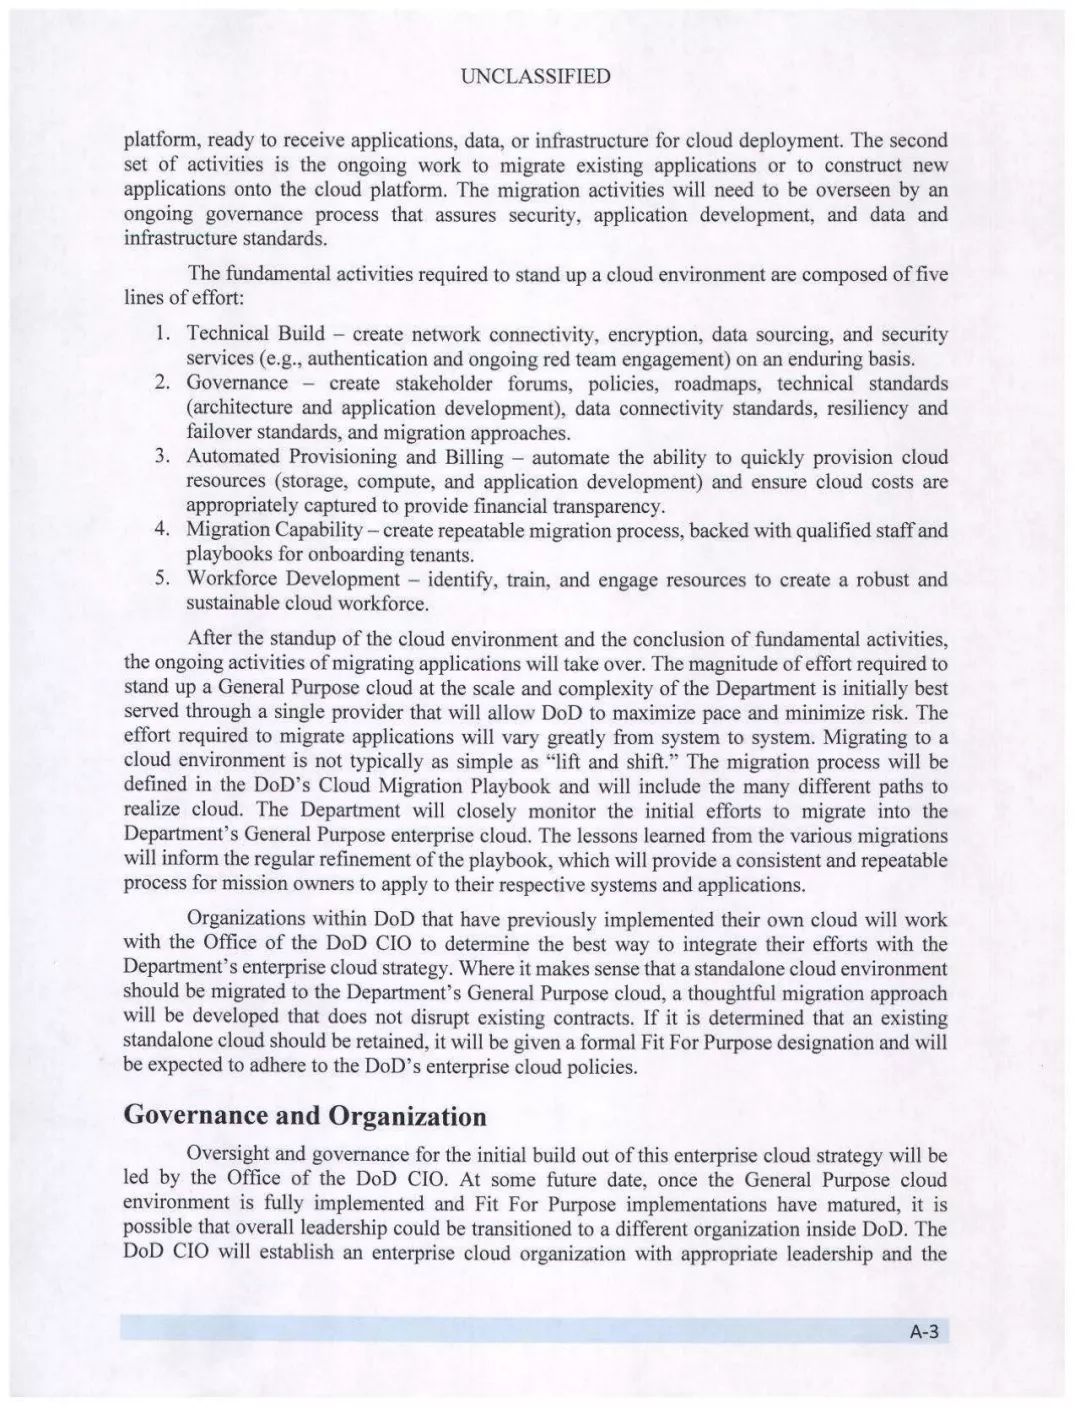 UNCLASSIFIED
platform, ready to receive applications, data, or infrastructure for cloud deployment. The second
set of activities is the ongoing work to migrate existing applications or to construct new
applications onto the cloud platform. The migration activities will need to be overseen by an
ongoing governance process that assures security, application development, and data and
infrastructure standards.
The fundamental activities required to stand up a cloud environment are composed of five
lines of effort:
1. Technical Build – create network connectivity, encryption, data sourcing, and security
services (e.g., authentication and ongoing red team engagement) on an enduring basis.
2. Governance – create stakeholder forums, policies, roadmaps, technical standards
(architecture and application development), data connectivity standards, resiliency and
failover standards, and migration approaches.
3. Automated Provisioning and Billing – automate the ability to quickly provision cloud
resources (storage, compute, and application development) and ensure cloud costs are
appropriately captured to provide financial transparency.
4. Migration Capability – create repeatable migration process, backed with qualified staff and
playbooks for onboarding tenants.
5. Workforce Development – identify, train, and engage resources to create a robust and
sustainable cloud workforce.
After the standup of the cloud environment and the conclusion of fundamental activities,
the ongoing activities of migrating applications will take over. The magnitude of effort required to
stand up a General Purpose cloud at the scale and complexity of the Department is initially best
served through a single provider that will allow DoD to maximize pace and minimize risk. The
effort required to migrate applications will vary greatly from system to system. Migrating to a
cloud environment is not typically as simple as “lift and shift.” The migration process will be
defined in the DoD’s Cloud Migration Playbook and will include the many different paths to
realize cloud. The Department will closely monitor the initial efforts to migrate into the
Department’s General Purpose enterprise cloud. The lessons learned from the various migrations
will inform the regular refinement of the playbook, which will provide a consistent and repeatable
process for mission owners to apply to their respective systems and applications.
Organizations within DoD that have previously implemented their own cloud will work
with the Office of the DoD CIO to determine the best way to integrate their efforts with the
Department’s enterprise cloud strategy. Where it makes sense that a standalone cloud environment
should be migrated to the Department’s General Purpose cloud, a thoughtful migration approach
will be developed that does not disrupt existing contracts. If it is determined that an existing
standalone cloud should be retained, it will be given a formal Fit For Purpose designation and will
be expected to adhere to the DoD’s enterprise cloud policies.
Governance and Organization
Oversight and governance for the initial build out of this enterprise cloud strategy will be
led by the Office of the DoD CIO. At some future date, once the General Purpose cloud
environment is fully implemented and Fit For Purpose implementations have matured, it is
possible that overall leadership could be transitioned to a different organization inside DoD. The
DoD CIO will establish an enterprise cloud organization with appropriate leadership and the
A-3